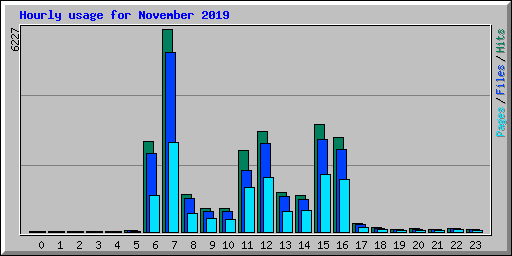 Hourly usage for November 2019
6227
Pages/Files/Hits
0 1 2 3 4 5 6 7 8 9 10 11 12 13 14 15 16 17 18 19 20 21 22 23